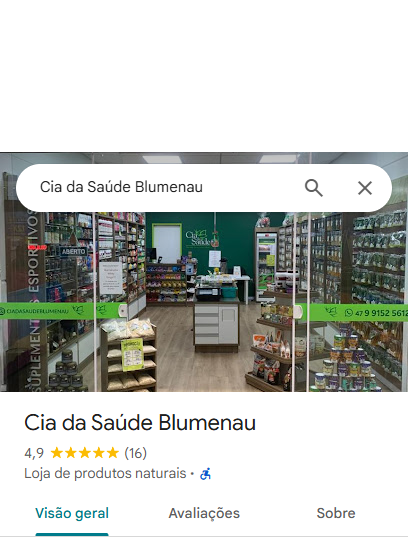 Cia da Saúde Blumenau
SUPLEMENTOS ESPORTIVOS
ABERTO
Cia
Saúde
CIADASAUDEBLUMENAU
47 9 9152 5612
Cia da Saúde Blumenau
4,9 (16)
Loja de produtos naturais •
Visão geral
Avaliações
Sobre